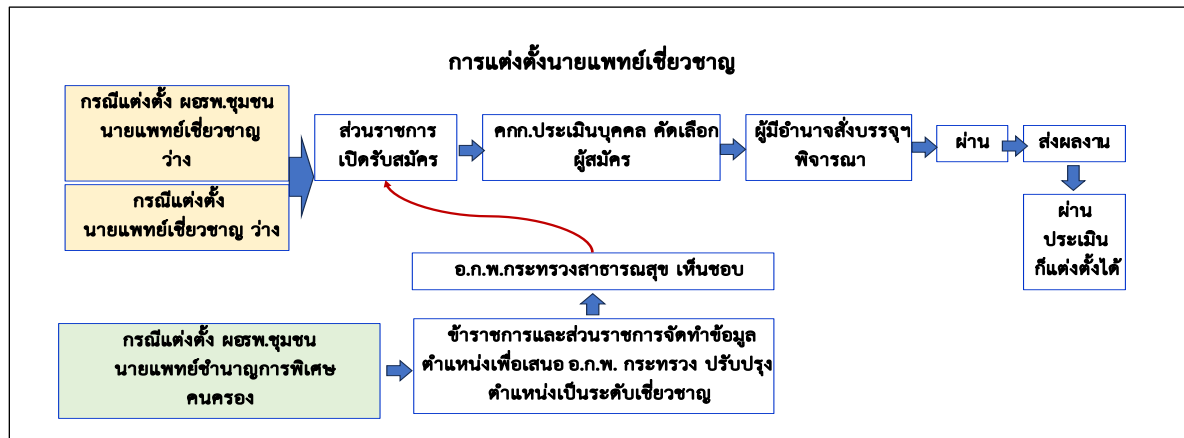 การแต่งตั้งนายแพทย์เชี่ยวชาญ
กรณีแต่งตั้ง ผอรพ.ชุมชน
นายแพทย์เชี่ยวชาญ
ว่าง
กรณีแต่งตั้ง
นายแพทย์เชี่ยวชาญ ว่าง
ส่วนราชการ
เปิดรับสมัคร
คกก.ประเมินบุคคล คัดเลือก
ผู้สมัคร
ผู้มีอำนาจสั่งบรรจุฯ
พิจารณา
ผ่าน
ส่งผลงาน
ผ่าน
ประเมิน
ก็แต่งตั้งได้
อ.ก.พ.กระทรวงสาธารณสุข เห็นชอบ
กรณีแต่งตั้ง ผอรพ.ชุมชน
นายแพทย์ชำนาญการพิเศษ
คนครอง
ข้าราชการและส่วนราชการจัดทำข้อมูล
ตำแหน่งเพื่อเสนอ อ.ก.พ. กระทรวง ปรับปรุง
ตำแหน่งเป็นระดับเชี่ยวชาญ